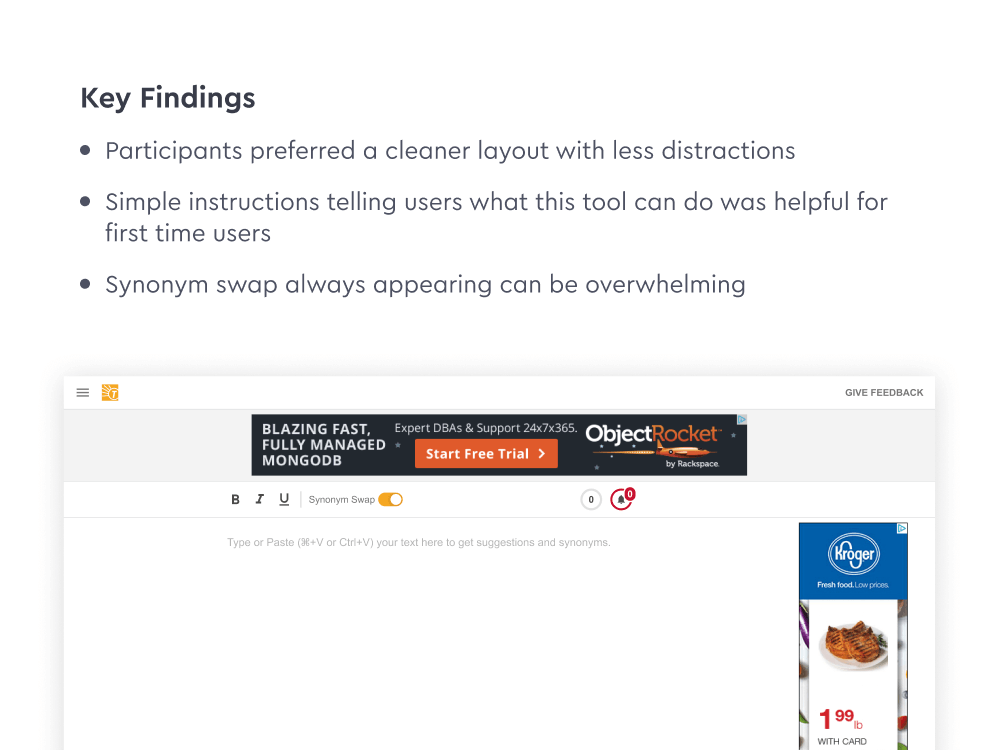 Key Findings
Participants preferred a cleaner layout with less distractions
Simple instructions telling users what this tool can do was helpful for
first time users
Synonym swap always appearing can be overwhelming
GIVE FEEDBACK
BLAZING FAST,
FULLY MANAGED
MONGODB
Expert DBAs & Support 24x7x365.
Start Free Trial
ObjectRocket™
by Rackspace.
B I U Synonym Swap 0 0
Type or Paste (⌘+V or Ctrl+V) your text here to get suggestions and synonyms.
Kroger
Fresh food. Low prices.
1 99 lb
WITH CARD